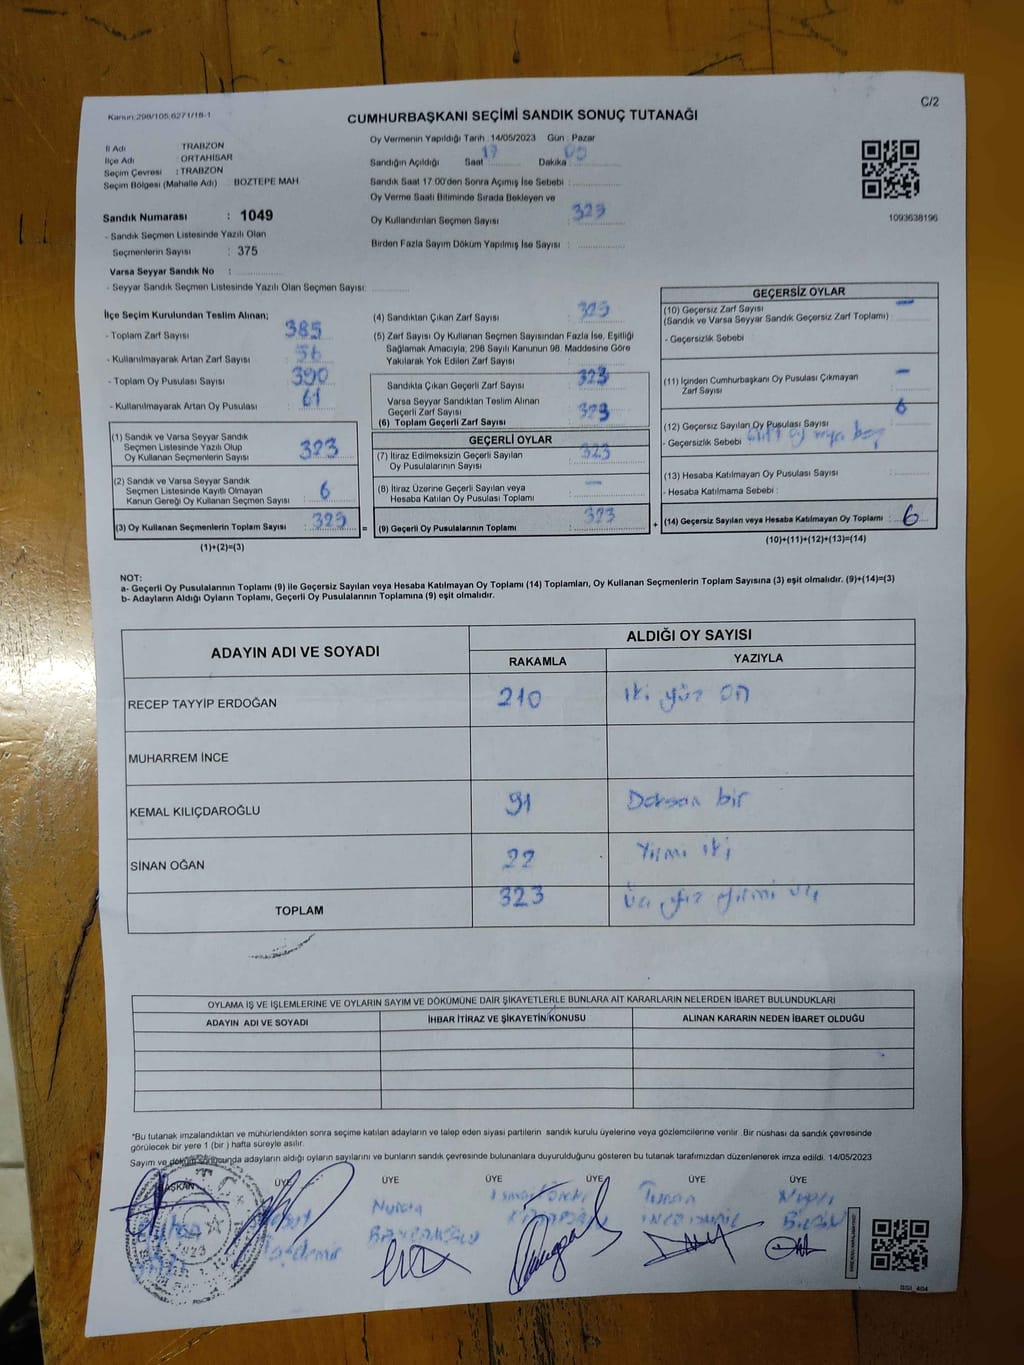 Kanun:298/105,6271/18-1
C/2
CUMHURBAŞKANI SEÇİMİ SANDIK SONUÇ TUTANAĞI
İl Adı TRABZON
İlçe Adı : ORTAHİSAR
Seçim Çevresi : TRABZON
Seçim Bölgesi (Mahalle Adı) BOZTEPE MAH
Sandık Numarası : 1049
- Sandık Seçmen Listesinde Yazılı Olan
Seçmenlerin Sayısı : 375
Varsa Seyyar Sandık No :
- Seyyar Sandık Seçmen Listesinde Yazılı Olan Seçmen Sayısı:
Oy Vermenin Yapıldığı Tarih : 14/05/2023 Gün : Pazar
Sandığın Açıldığı Saat 17 Dakika 05
Sandık Saat 17.00'den Sonra Açımış İse Sebebi :
Oy Verme Saati Bitiminde Sırada Bekleyen ve
Oy Kullandırılan Seçmen Sayısı : 323
Birden Fazla Sayım Döküm Yapılmış İse Sayısı :
1093638196
İlçe Seçim Kurulundan Teslim Alınan;
- Toplam Zarf Sayısı : 385
- Kullanılmayarak Artan Zarf Sayısı : 56
- Toplam Oy Pusulası Sayısı : 390
- Kullanılmayarak Artan Oy Pusulası : 61
(1) Sandık ve Varsa Seyyar Sandık
Seçmen Listesinde Yazılı Olup
Oy Kullanan Seçmenlerin Sayısı : 323
(2) Sandık ve Varsa Seyyar Sandık
Seçmen Listesinde Kayıtlı Olmayan
Kanun Gereği Oy Kullanan Seçmen Sayısı : 6
(3) Oy Kullanan Seçmenlerin Toplam Sayısı : 329 =
(1)+(2)=(3)
(4) Sandıktan Çıkan Zarf Sayısı : 329
(5) Zarf Sayısı Oy Kullanan Seçmen Sayısından Fazla İse, Eşitliği
Sağlamak Amacıyla; 298 Sayılı Kanunun 98. Maddesine Göre
Yakılarak Yok Edilen Zarf Sayısı :
Sandıkta Çıkan Geçerli Zarf Sayısı : 323
Varsa Seyyar Sandıktan Teslim Alınan
Geçerli Zarf Sayısı
(6) Toplam Geçerli Zarf Sayısı : 323
GEÇERLİ OYLAR
(7) İtiraz Edilmeksizin Geçerli Sayılan
Oy Pusulalarının Sayısı : 323
(8) İtiraz Üzerine Geçerli Sayılan veya
Hesaba Katılan Oy Pusulası Toplamı : —
(9) Geçerli Oy Pusulalarının Toplamı : 323 +
GEÇERSİZ OYLAR
(10) Geçersiz Zarf Sayısı —
(Sandık ve Varsa Seyyar Sandık Geçersiz Zarf Toplamı) :
- Geçersizlik Sebebi
(11) İçinden Cumhurbaşkanı Oy Pusulası Çıkmayan
Zarf Sayısı —
(12) Geçersiz Sayılan Oy Pusulası Sayısı : 6
- Geçersizlik Sebebi çift oy veya boş
(13) Hesaba Katılmayan Oy Pusulası Sayısı :
- Hesaba Katılmama Sebebi :
(14) Geçersiz Sayılan veya Hesaba Katılmayan Oy Toplamı : 6
(10)+(11)+(12)+(13)=(14)
NOT:
a- Geçerli Oy Pusulalarının Toplamı (9) ile Geçersiz Sayılan veya Hesaba Katılmayan Oy Toplamı (14) Toplamları, Oy Kullanan Seçmenlerin Toplam Sayısına (3) eşit olmalıdır. (9)+(14)=(3)
b- Adayların Aldığı Oyların Toplamı, Geçerli Oy Pusulalarının Toplamına (9) eşit olmalıdır.
ADAYIN ADI VE SOYADI ALDIĞI OY SAYISI
RAKAMLA YAZIYLA
RECEP TAYYİP ERDOĞAN 210 iki yüz on
MUHARREM İNCE
KEMAL KILIÇDAROĞLU 91 Doksan bir
SİNAN OĞAN 22 Yirmi iki
TOPLAM 323 üç yüz yirmi üç
OYLAMA İŞ VE İŞLEMLERİNE VE OYLARIN SAYIM VE DÖKÜMÜNE DAİR ŞİKAYETLERLE BUNLARA AİT KARARLARIN NELERDEN İBARET BULUNDUKLARI
ADAYIN ADI VE SOYADI İHBAR İTİRAZ VE ŞİKAYETİN KONUSU ALINAN KARARIN NEDEN İBARET OLDUĞU
*Bu tutanak imzalandıktan ve mühürlendikten sonra seçime katılan adayların ve talep eden siyasi partilerin sandık kurulu üyelerine veya gözlemcilerine verilir. Bir nüshası da sandık çevresinde
görülecek bir yere 1 (bir ) hafta süreyle asılır.
Sayım ve döküm sonucunda adayların aldığı oyların sayılarını ve bunların sandık çevresinde bulunanlara duyurulduğunu gösteren bu tutanak tarafımızdan düzenlenerek imza edildi. 14/05/2023
BAŞKAN ÜYE ÜYE ÜYE ÜYE ÜYE ÜYE
Nurata